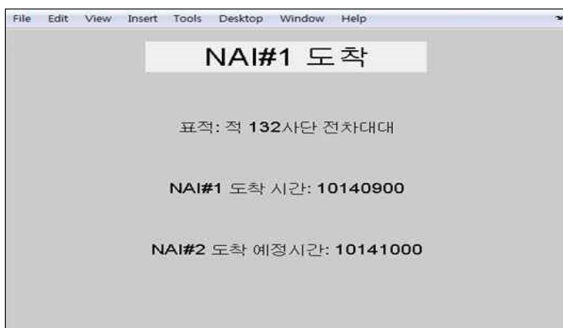 File Edit View Insert Tools Desktop Window Help
NAI#1 도착
표적: 적 132사단 전차대대
NAI#1 도착 시간: 10140900
NAI#2 도착 예정시간: 10141000